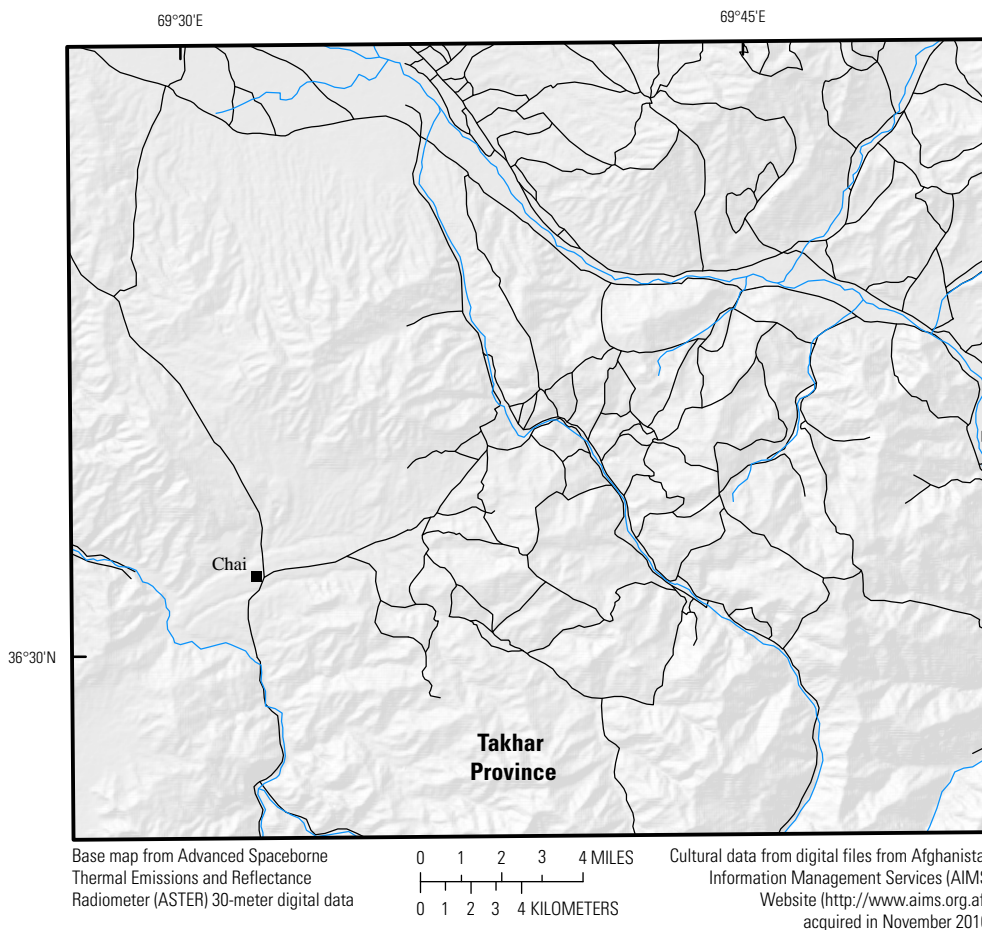 69°30'E
69°45'E
Chai
36°30'N
Takhar
Province
Base map from Advanced Spaceborne
Thermal Emissions and Reflectance
Radiometer (ASTER) 30-meter digital data
0 1 2 3 4 MILES
0 1 2 3 4 KILOMETERS
Cultural data from digital files from Afghanista
Information Management Services (AIMS
Website (http://www.aims.org.af
acquired in November 2010